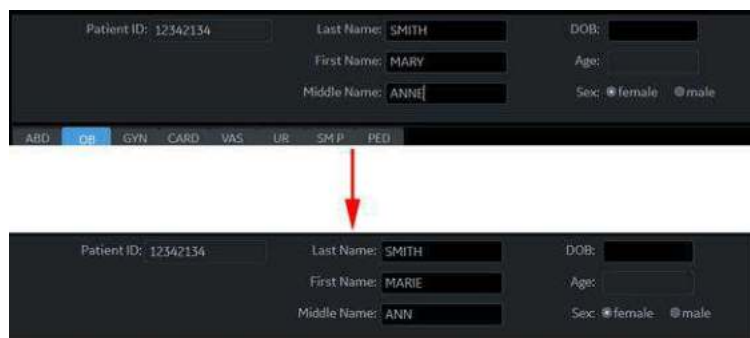 Patient ID: 12342134 Last Name: SMITH DOB:
First Name: MARY Age:
Middle Name: ANNE Sex: female male
ABD OB GYN CARD VAS UR SM P PED
Patient ID: 12342134 Last Name: SMITH DOB:
First Name: MARIE Age:
Middle Name: ANN Sex: female male